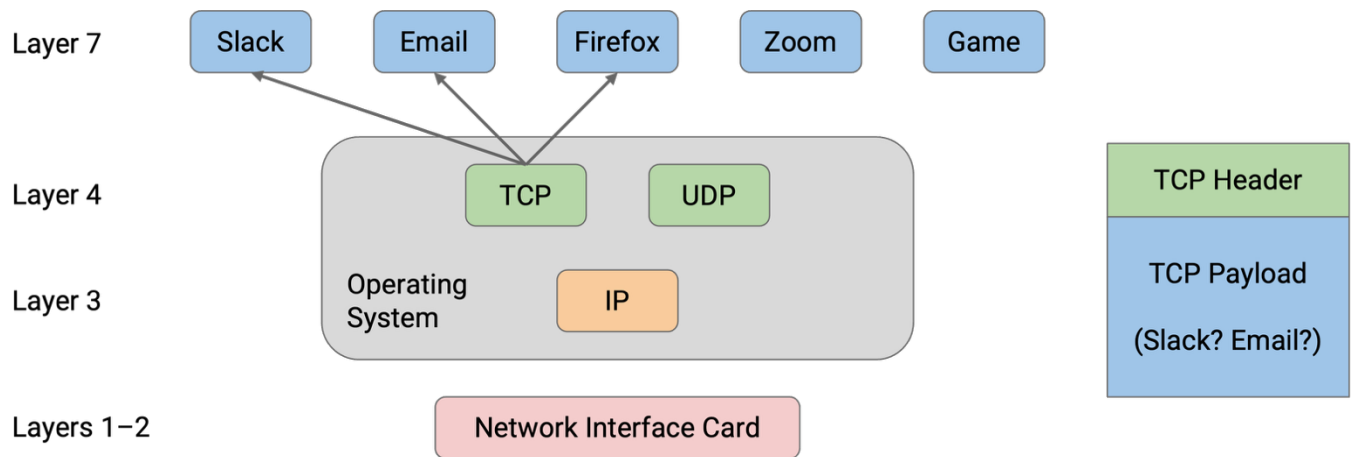 Layer 7
Slack
Email
Firefox
Zoom
Game
Layer 4
TCP
UDP
TCP Header
Layer 3
Operating
System
IP
TCP Payload
(Slack? Email?)
Layers 1–2
Network Interface Card